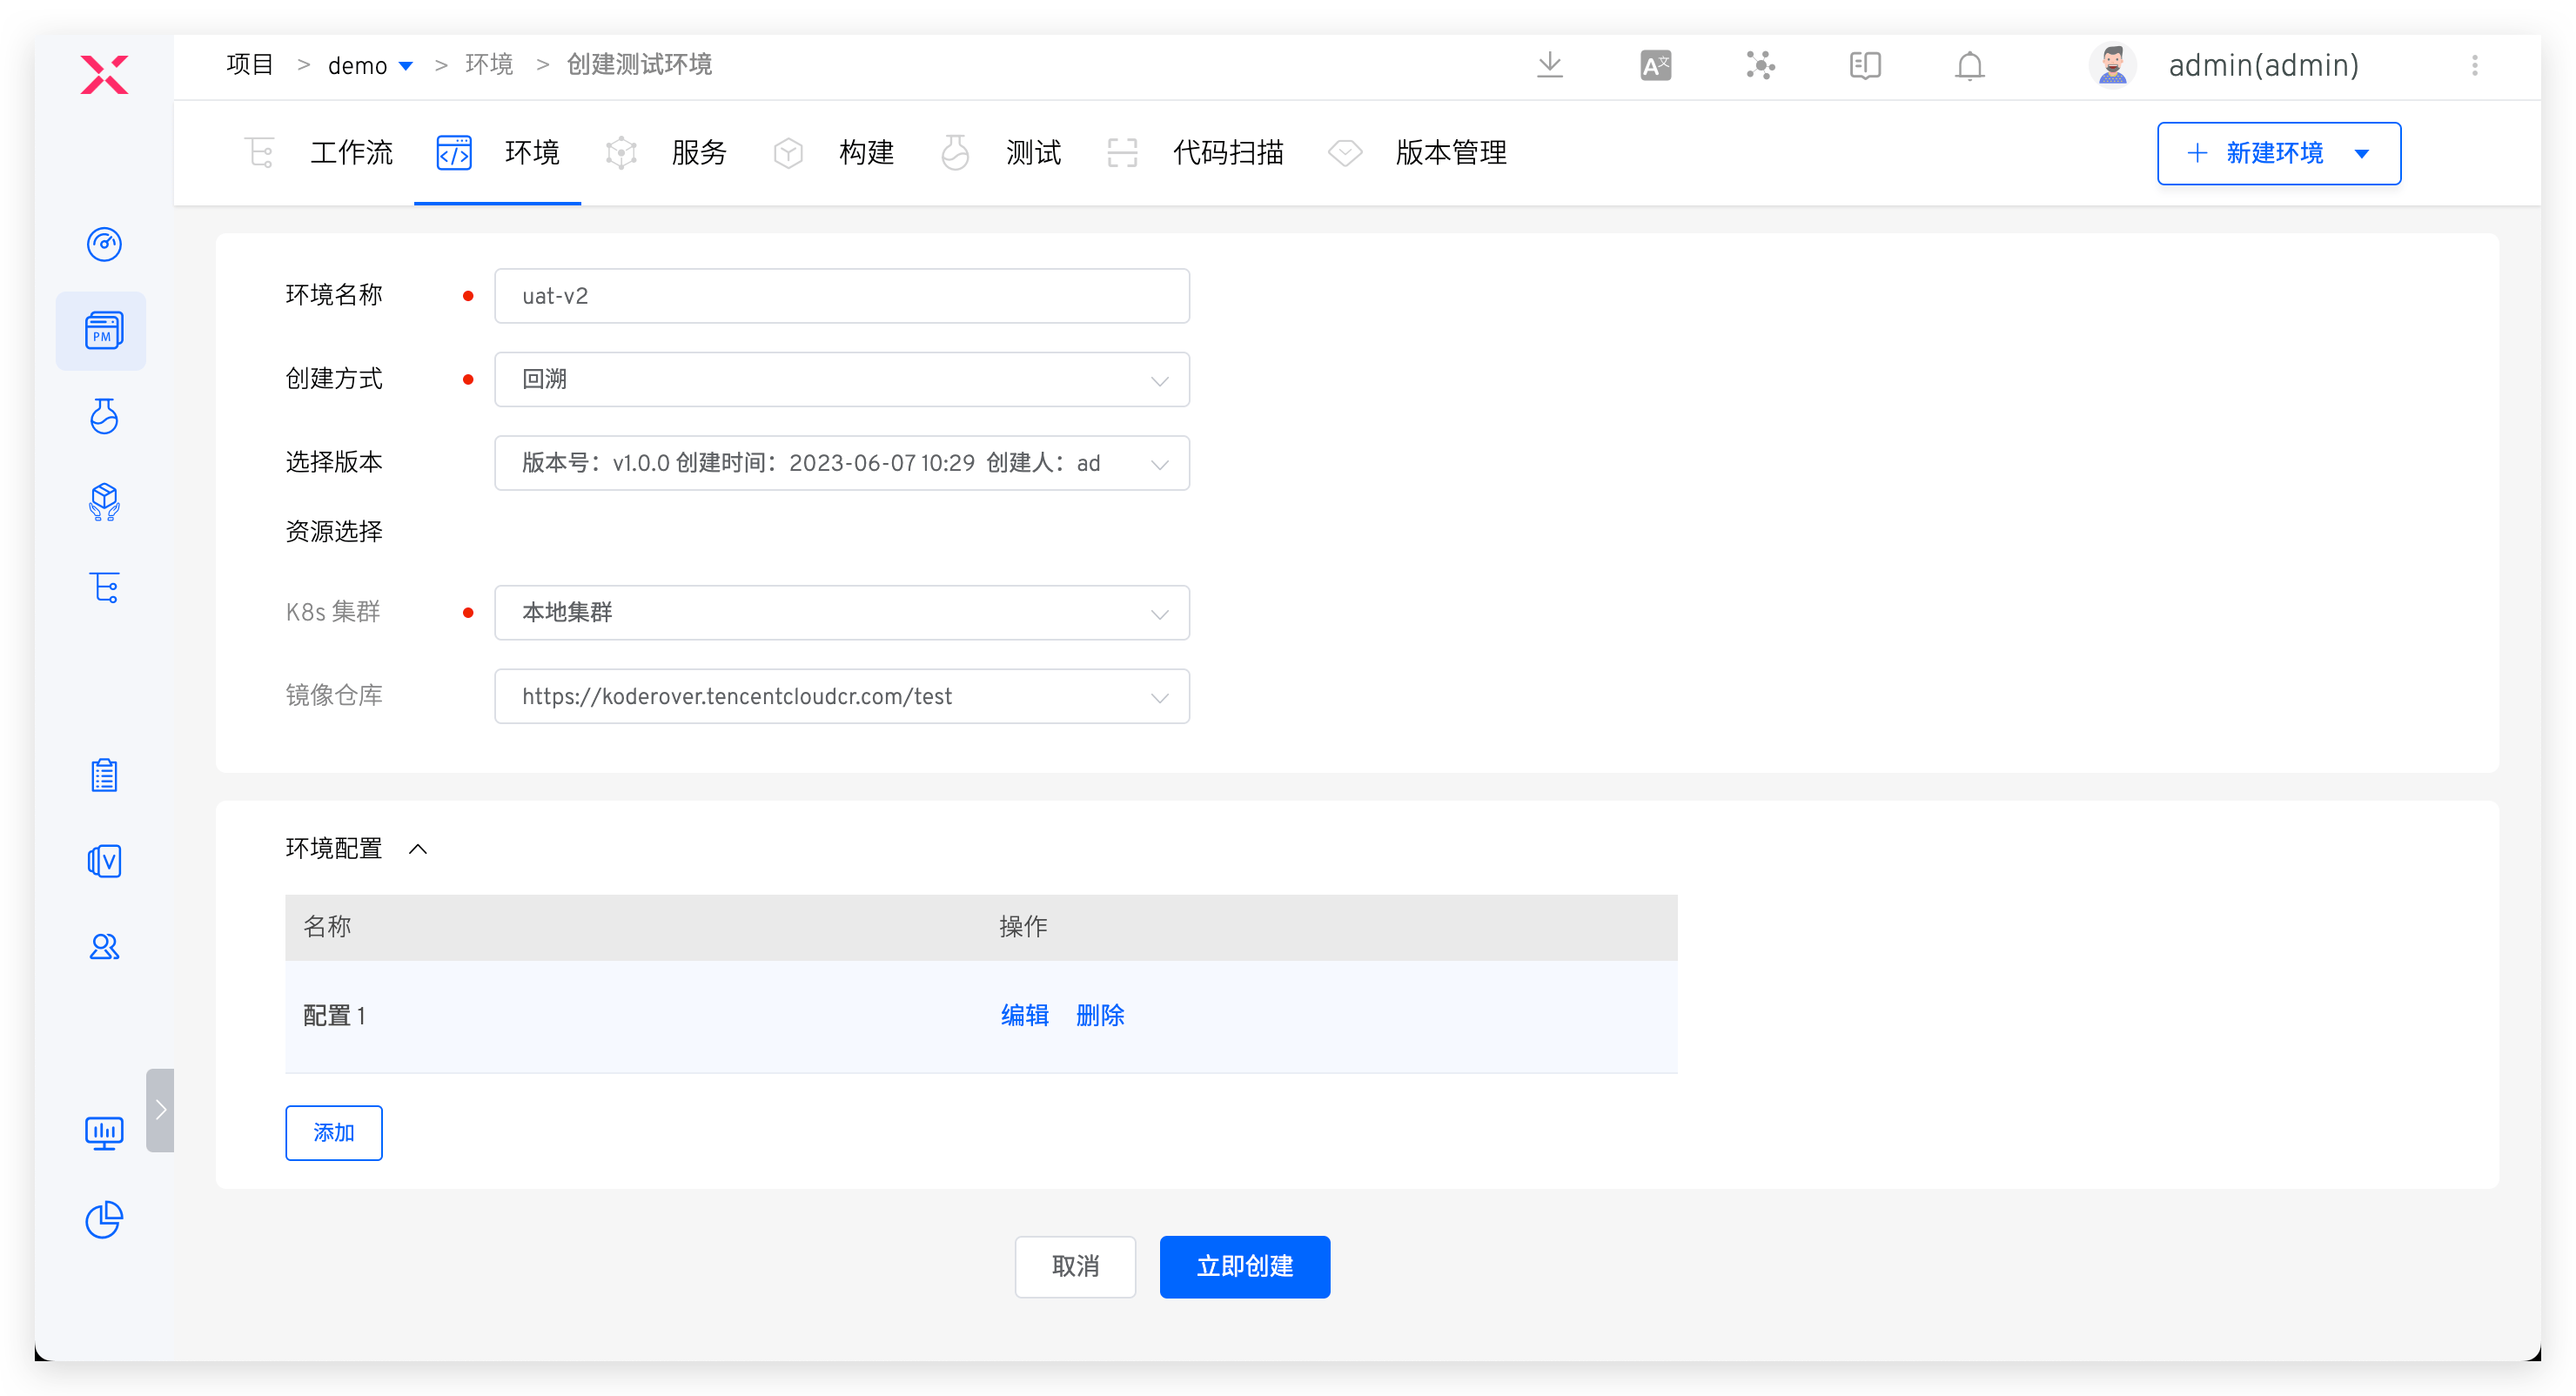 项目 > demo > 环境 > 创建测试环境
admin(admin)
工作流 环境 服务 构建 测试 代码扫描 版本管理
新建环境
PM
环境名称 uat-v2
创建方式 回溯
选择版本 版本号：v1.0.0 创建时间：2023-06-07 10:29 创建人：ad
资源选择
K8s 集群 本地集群
镜像仓库 https://koderover.tencentcloudcr.com/test
环境配置
名称 操作
配置 1 编辑 删除
添加
取消 立即创建